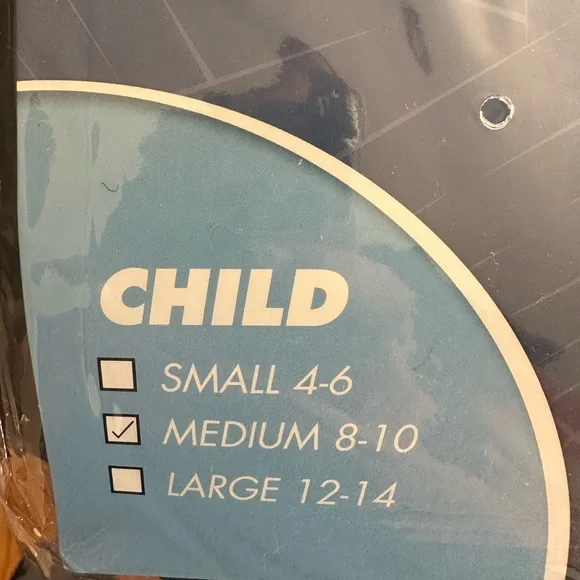 CHILD
SMALL 4-6
MEDIUM 8-10
LARGE 12-14